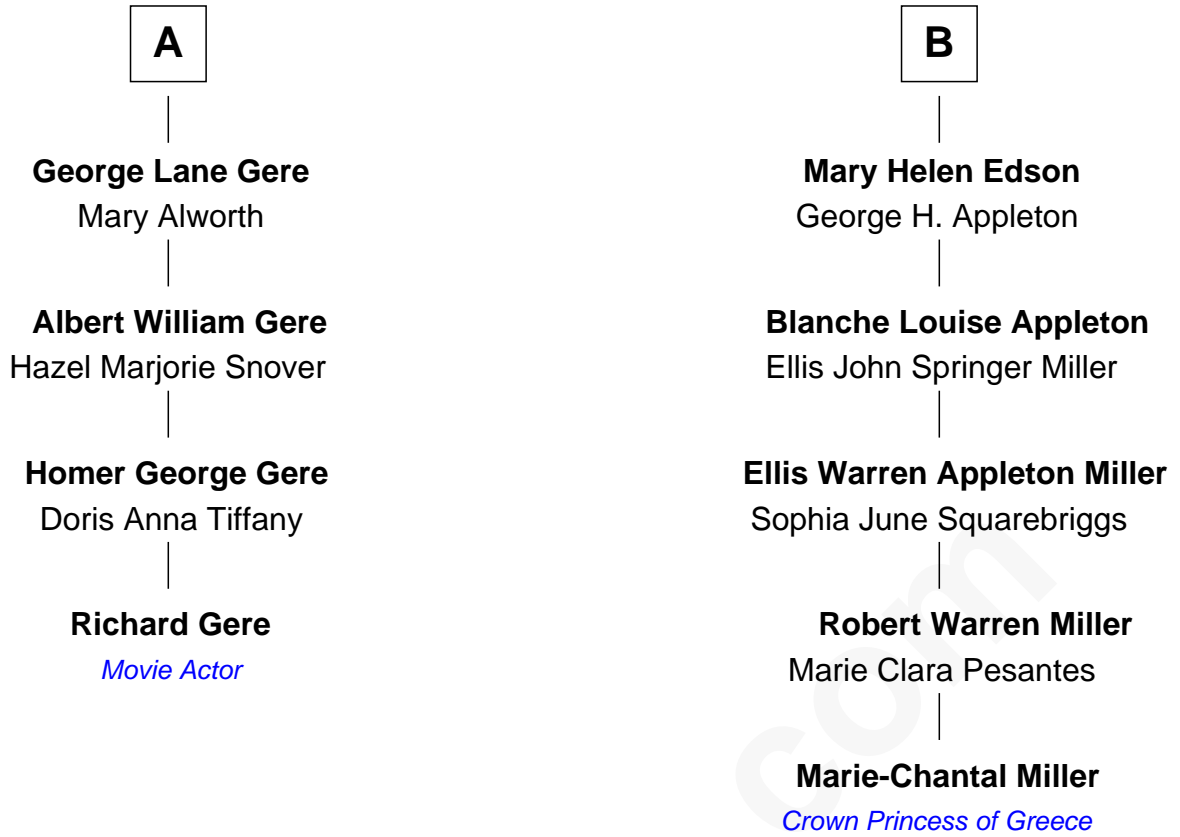 A
George Lane Gere
Mary Alworth
Albert William Gere
Hazel Marjorie Snover
Homer George Gere
Doris Anna Tiffany
Richard Gere
Movie Actor
B
Mary Helen Edson
George H. Appleton
Blanche Louise Appleton
Ellis John Springer Miller
Ellis Warren Appleton Miller
Sophia June Squarebriggs
Robert Warren Miller
Marie Clara Pesantes
Marie-Chantal Miller
Crown Princess of Greece
com